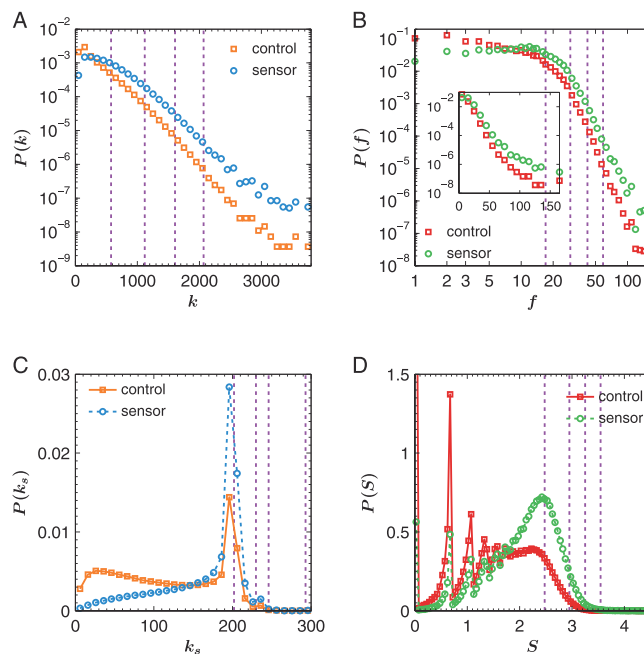 A
control
sensor
10⁻²
10⁻³
10⁻⁴
10⁻⁵
10⁻⁶
10⁻⁷
10⁻⁸
10⁻⁹
P(k)
0 1000 2000 3000
k
B
10⁻¹
10⁻²
10⁻³
10⁻⁴
10⁻⁵
10⁻⁶
10⁻⁷
10⁻⁸
P(f)
10⁻²
10⁻⁴
10⁻⁶
10⁻⁸
0 50 100 150
control
sensor
1 2 3 5 10 20 50 100
f
C
control
sensor
0.03
0.02
0.01
0
P(kₛ)
0 100 200 300
kₛ
D
control
sensor
1.5
1
0.5
0
P(S)
0 1 2 3 4
S